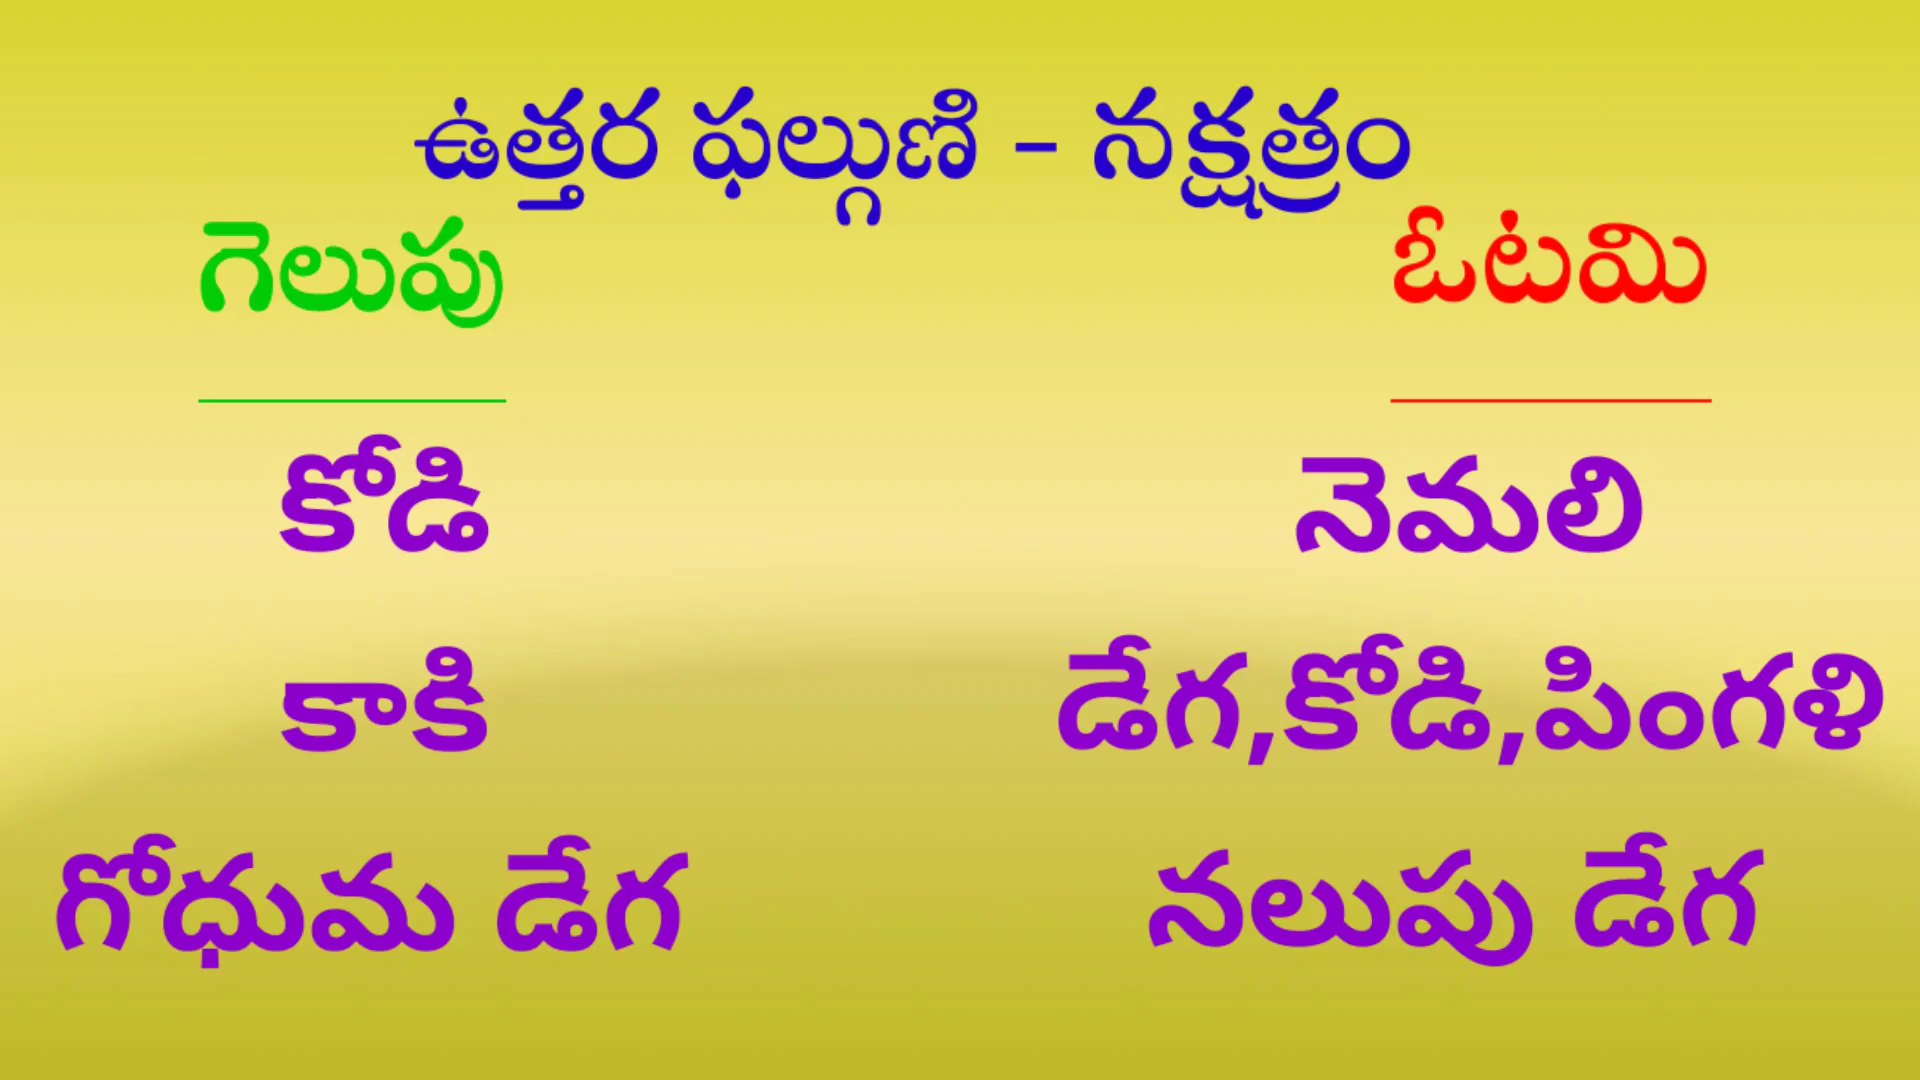 ఉత్తర ఫల్గుణి - నక్షత్రం
గెలుపు ఓటమి
కోడి నెమలి
కాకి డేగ,కోడి,పింగళి
గోధుమ డేగ నలుపు డేగ